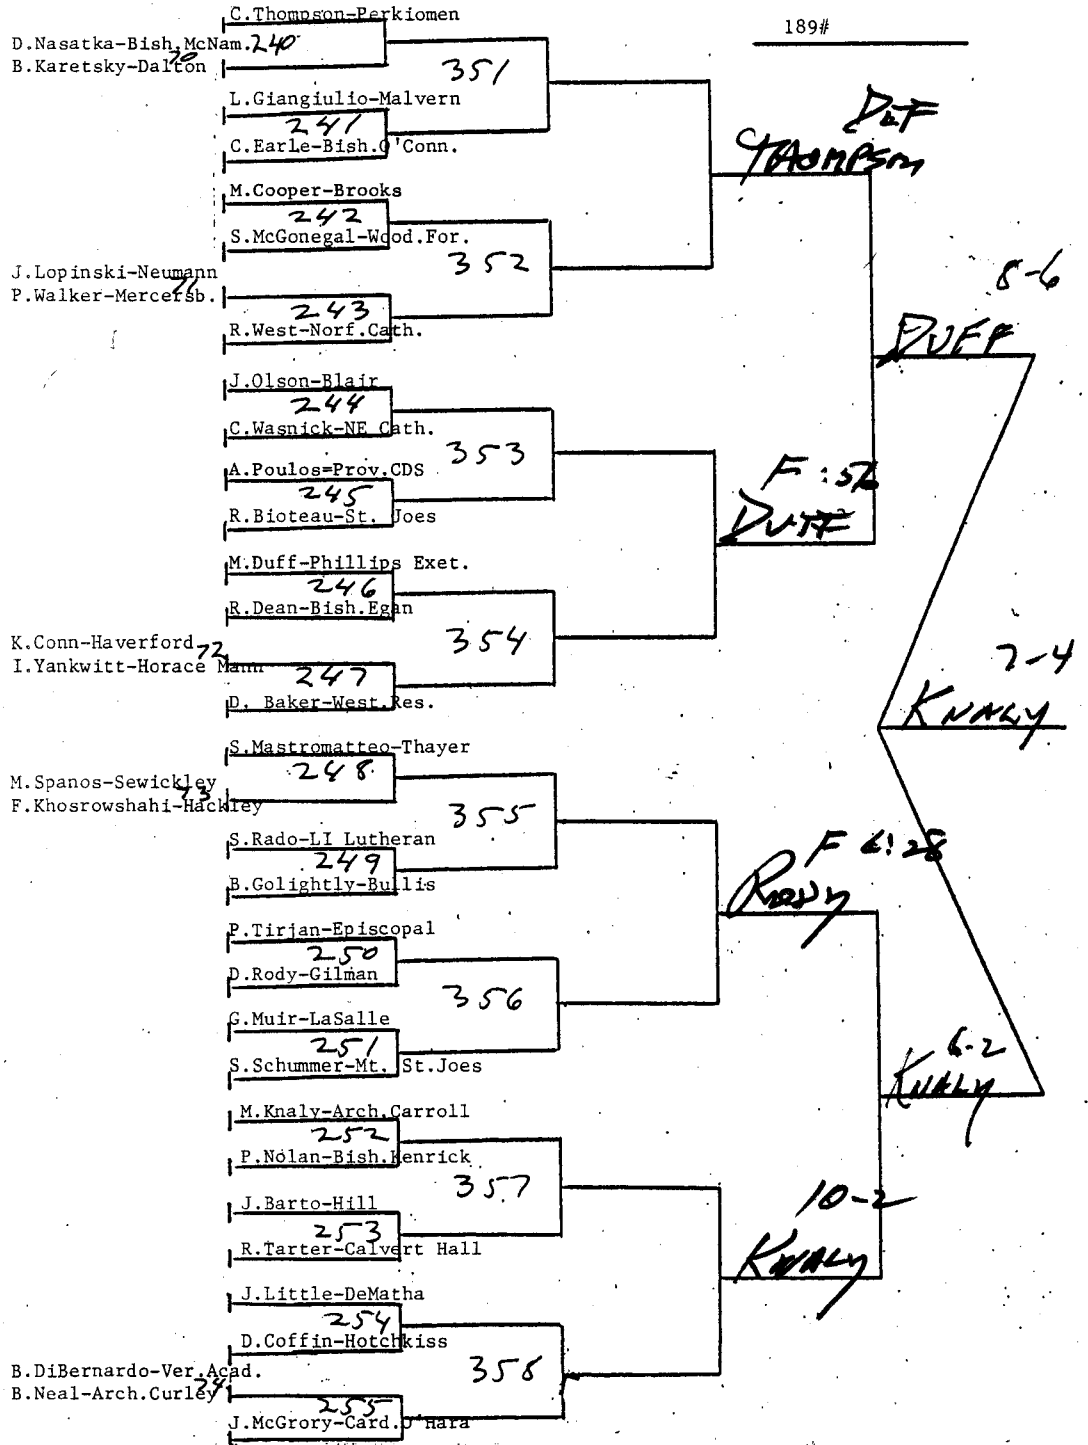 C.Thompson-Perkiomen
189#
D.Nasatka-Bish.McNam. 240
70
B.Karetsky-Dalton
351
L.Giangiulio-Malvern
241
C.Earle-Bish.O'Conn.
Def
THOMPSON
M.Cooper-Brooks
242
S.McGonegal-Wood.For.
352
J.Lopinski-Neumann
71
P.Walker-Mercersb.
243
R.West-Norf.Cath.
8-6
DUFF
J.Olson-Blair
244
C.Wasnick-NE Cath.
353
A.Poulos=Prov.CDS
245
R.Bioteau-St. Joes
F :56
DUFF
M.Duff-Phillips Exet.
246
R.Dean-Bish.Egan
354
K.Conn-Haverford
72
I.Yankwitt-Horace Mann
247
D. Baker-West.Res.
7-4
KNALY
S.Mastromatteo-Thayer
248
M.Spanos-Sewickley
73
F.Khosrowshahi-Hackley
355
S.Rado-LI Lutheran
249
B.Golightly-Bullis
F 6:28
RODY
P.Tirjan-Episcopal
250
D.Rody-Gilman
356
G.Muir-LaSalle
251
S.Schummer-Mt. St.Joes
6-2
KNALY
M.Knaly-Arch.Carroll
252
P.Nolan-Bish.Kenrick
357
J.Barto-Hill
253
R.Tarter-Calvert Hall
10-2
KNALY
J.Little-DeMatha
254
D.Coffin-Hotchkiss
358
B.DiBernardo-Ver.Acad.
74
B.Neal-Arch.Curley
255
J.McGrory-Card.O'Hara